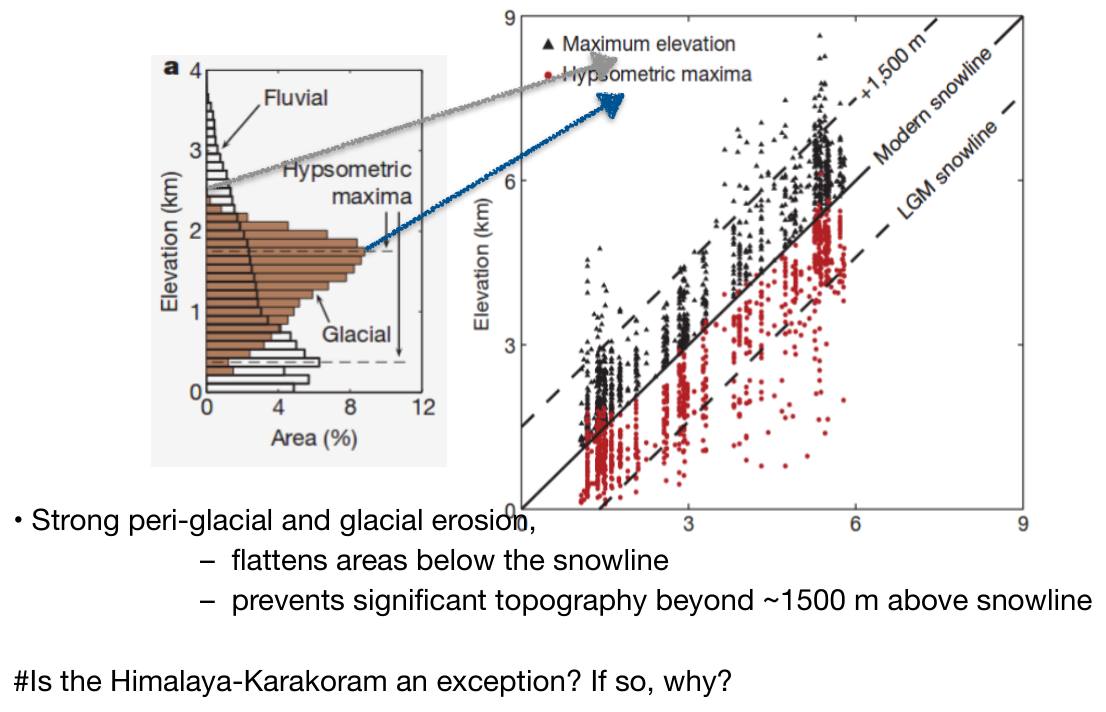 a
4
3
2
1
0
Elevation (km)
Fluvial
Hypsometric
maxima
Glacial
0
4
8
12
Area (%)
9
6
3
0
Elevation (km)
Maximum elevation
Hypsometric maxima
+1,500 m
Modern snowline
LGM snowline
3
6
9
• Strong peri-glacial and glacial erosion,
– flattens areas below the snowline
– prevents significant topography beyond ~1500 m above snowline
#Is the Himalaya-Karakoram an exception? If so, why?